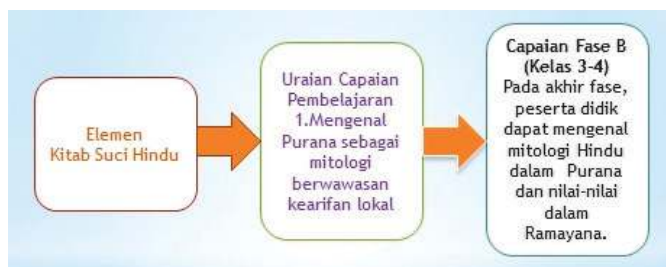 Elemen
Kitab Suci Hindu
Uraian Capaian
Pembelajaran
1.Mengenal
Purana sebagai
mitologi
berwawasan
kearifan lokal
Capaian Fase B
(Kelas 3-4)
Pada akhir fase,
peserta didik
dapat mengenal
mitologi Hindu
dalam Purana
dan nilai-nilai
dalam
Ramayana.